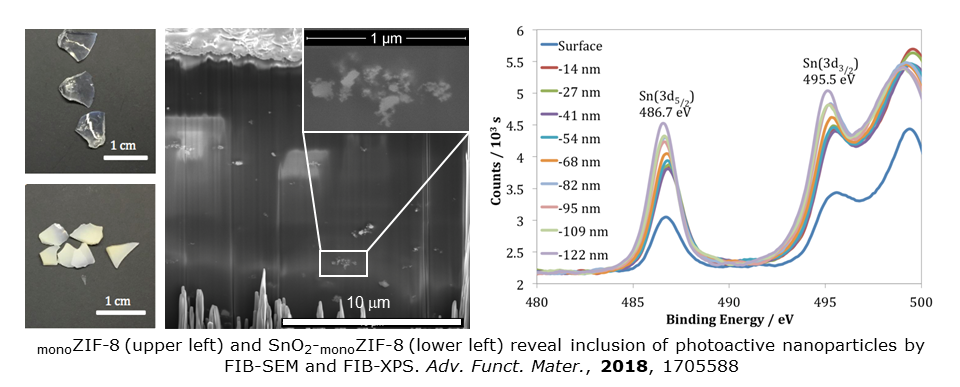 1 cm
1 cm
1 µm
10 µm
Counts / 10³ s
6
5.5
5
4.5
4
3.5
3
2.5
2
Surface
-14 nm
-27 nm
-41 nm
-54 nm
-68 nm
-82 nm
-95 nm
-109 nm
-122 nm
Sn(3d5/2)
486.7 eV
Sn(3d3/2)
495.5 eV
480 485 490 495 500
Binding Energy / eV
monoZIF-8 (upper left) and SnO₂-monoZIF-8 (lower left) reveal inclusion of photoactive nanoparticles by
FIB-SEM and FIB-XPS. Adv. Funct. Mater., 2018, 1705588